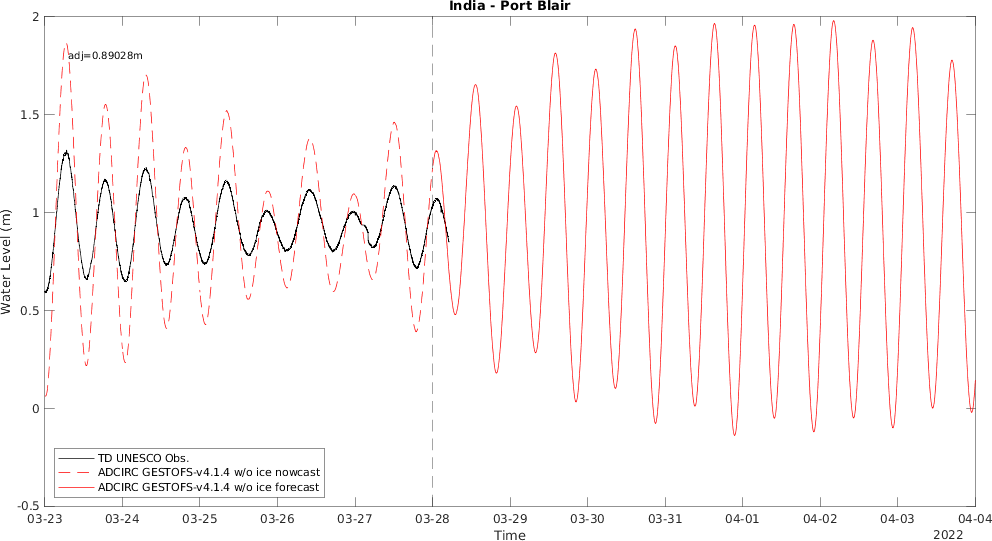 India - Port Blair
adj=0.89028m
2
1.5
1
0.5
0
-0.5
Water Level (m)
TD UNESCO Obs.
ADCIRC GESTOFS-v4.1.4 w/o ice nowcast
ADCIRC GESTOFS-v4.1.4 w/o ice forecast
03-23 03-24 03-25 03-26 03-27 03-28 03-29 03-30 03-31 04-01 04-02 04-03 04-04
Time
2022